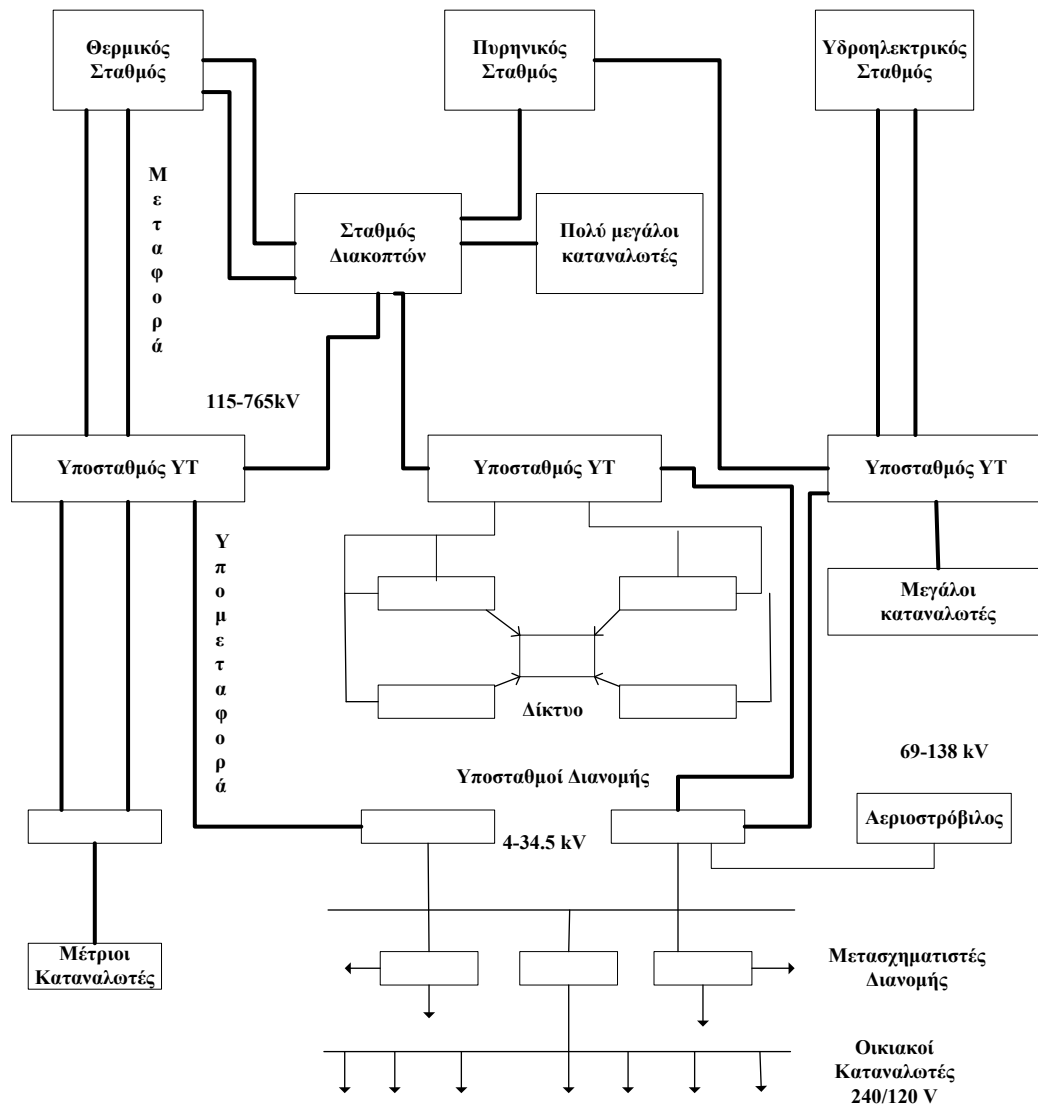 Θερμικός
Σταθμός
Πυρηνικός
Σταθμός
Υδροηλεκτρικός
Σταθμός
Μεταφορά
Σταθμός
Διακοπτών
Πολύ μεγάλοι
καταναλωτές
115-765kV
Υποσταθμός ΥΤ
Υποσταθμός ΥΤ
Υποσταθμός ΥΤ
Υπομεταφορά
Μεγάλοι
καταναλωτές
Δίκτυο
69-138 kV
Υποσταθμοί Διανομής
4-34.5 kV
Αεριοστρόβιλος
Μέτριοι
Καταναλωτές
Μετασχηματιστές
Διανομής
Οικιακοί
Καταναλωτές
240/120 V